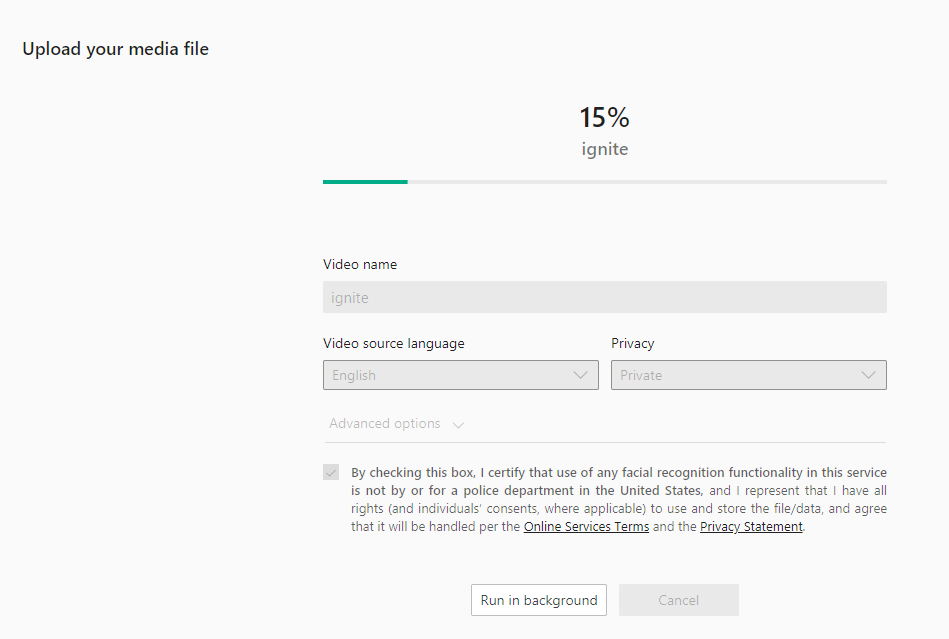 Upload your media file
15%
ignite
Video name
ignite
Video source language
Privacy
English
Private
Advanced options
By checking this box, I certify that use of any facial recognition functionality in this service
is not by or for a police department in the United States, and I represent that I have all
rights (and individuals' consents, where applicable) to use and store the file/data, and agree
that it will be handled per the Online Services Terms and the Privacy Statement.
Run in background
Cancel